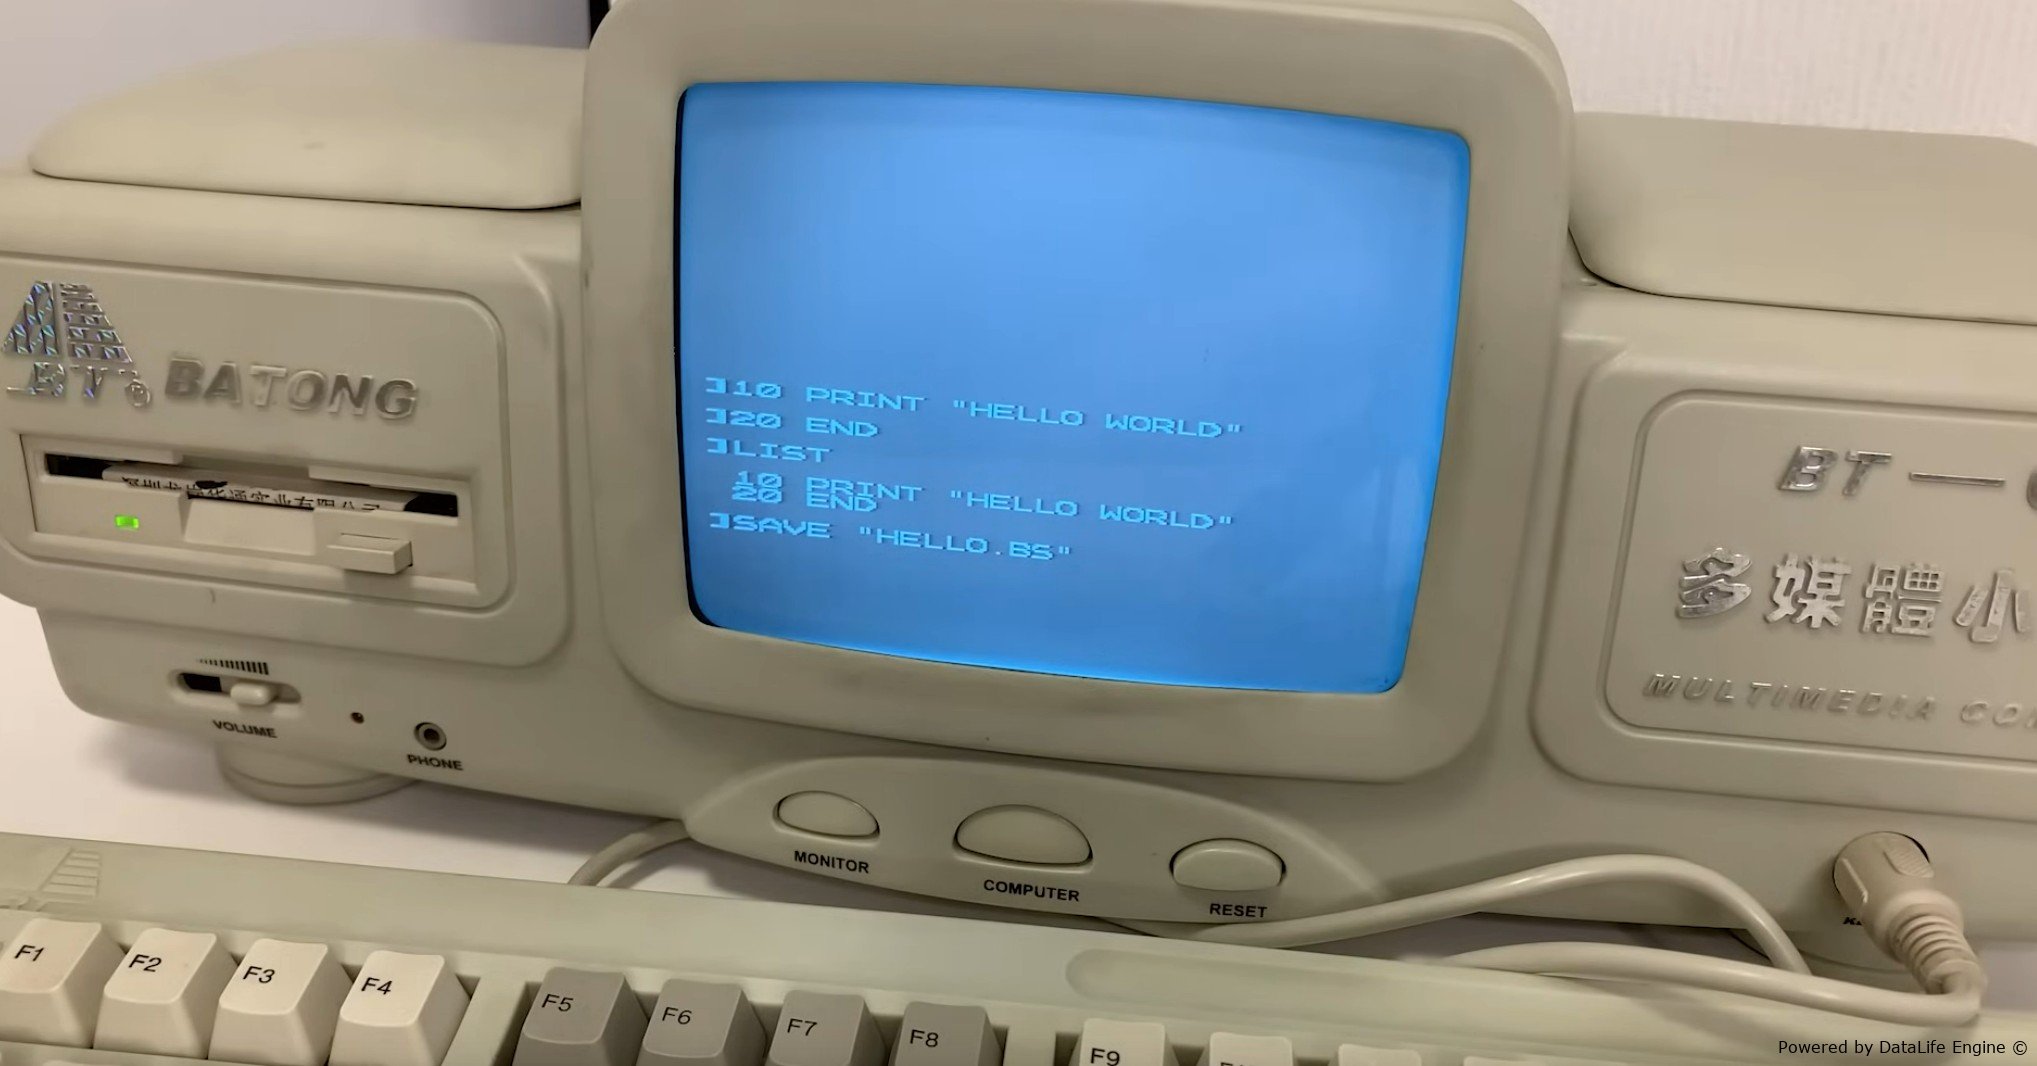 BT®
BATONG
VOLUME
PHONE
]10 PRINT "HELLO WORLD"
]20 END
]LIST
10 PRINT "HELLO WORLD"
20 END
]SAVE "HELLO.BS"
MONITOR
COMPUTER
RESET
BT—
多媒體小
MULTIMEDIA
F1
F2
F3
F4
F5
F6
F7
F8
F9
Powered by DataLife Engine ©